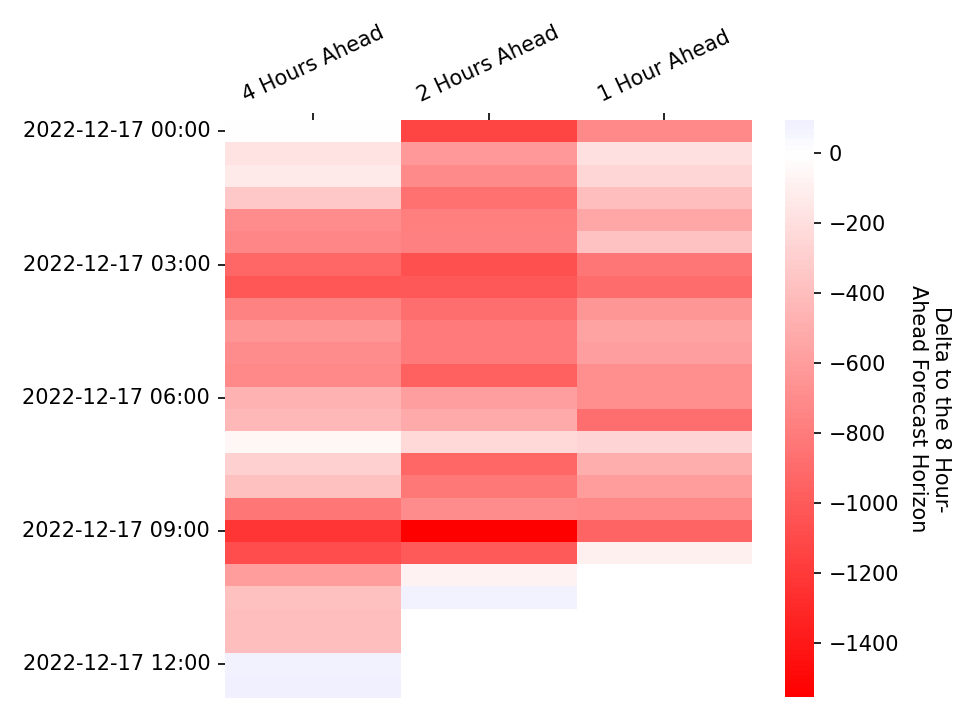 4 Hours Ahead
2 Hours Ahead
1 Hour Ahead
2022-12-17 00:00
2022-12-17 03:00
2022-12-17 06:00
2022-12-17 09:00
2022-12-17 12:00
0
−200
−400
−600
−800
−1000
−1200
−1400
Delta to the 8 Hour-
Ahead Forecast Horizon